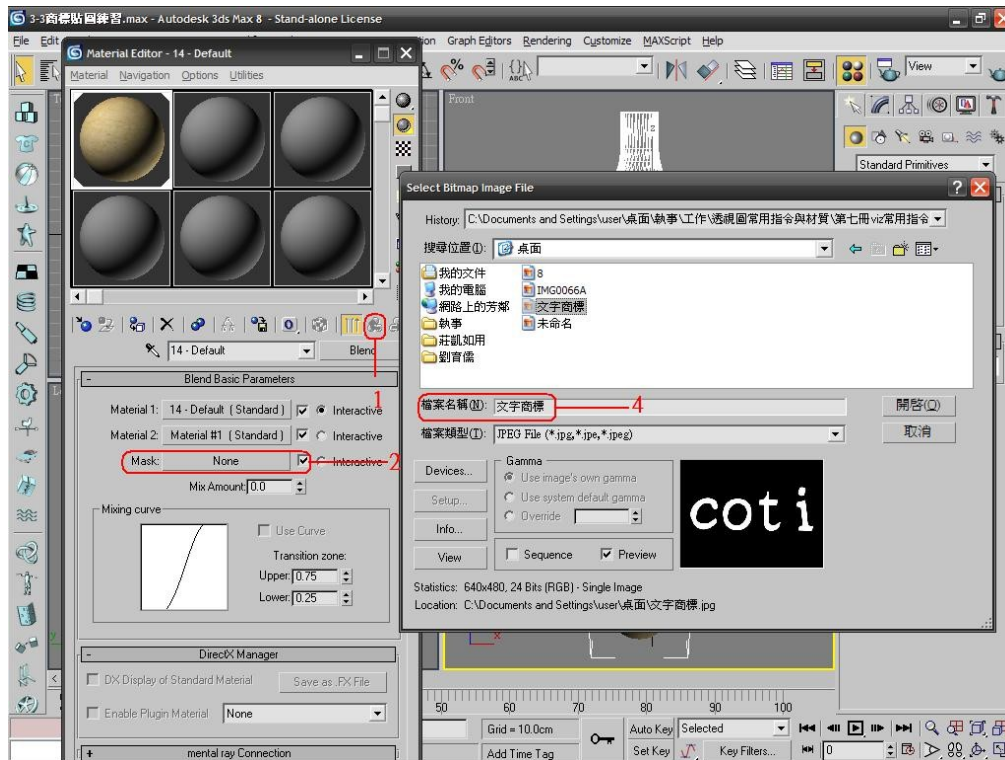 3-3商標貼圖練習.max - Autodesk 3ds Max 8 - Stand-alone License
File Edit
Graph Editors Rendering Customize MAXScript Help
Material Editor - 14 - Default
Material Navigation Options Utilities
View
Front
Standard Primitives
Select Bitmap Image File
History: C:\Documents and Settings\user\桌面\執事\工作\透視圖常用指令與材質\第七冊viz常用指令
搜尋位置(I): 桌面
我的文件
我的電腦
網路上的芳鄰
執事
莊凱如用
劉育儒
8
IMG0066A
文字商標
未命名
14 - Default
Blend
1
Blend Basic Parameters
Material 1: 14 - Default ( Standard ) Interactive
Material 2: Material #1 ( Standard ) Interactive
Mask: None Interactive
2
Mix Amount: 0.0
Mixing curve
Use Curve
Transition zone:
Upper: 0.75
Lower: 0.25
檔案名稱(N): 文字商標
4
開啓(O)
檔案類型(T): JPEG File (*.jpg,*.jpe,*.jpeg)
取消
Devices...
Setup...
Info...
View
Gamma
Use image's own gamma
Use system default gamma
Override
Sequence Preview
coti
Statistics: 640x480, 24 Bits (RGB) - Single Image
Location: C:\Documents and Settings\user\桌面\文字商標.jpg
DirectX Manager
DX Display of Standard Material Save as .FX File
Enable Plugin Material None
mental ray Connection
x
50 60 70 80 90 100
Grid = 10.0cm
Auto Key Selected
Add Time Tag
Set Key Key Filters...
0